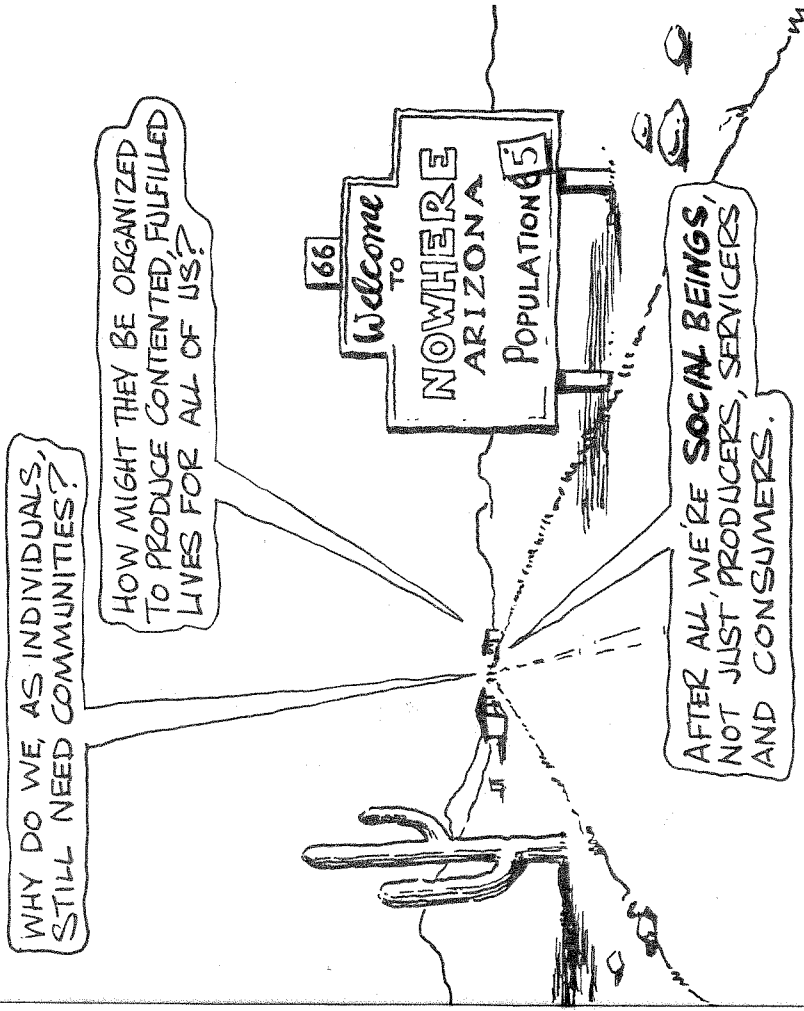 WHY DO WE, AS INDIVIDUALS,
STILL NEED COMMUNITIES?
HOW MIGHT THEY BE ORGANIZED
TO PRODUCE CONTENTED, FULFILLED
LIVES FOR ALL OF US?
66
Welcome
TO
NOWHERE
ARIZONA
POPULATION 65
AFTER ALL, WE'RE SOCIAL BEINGS,
NOT JUST PRODUCERS, SERVICERS
AND CONSUMERS.